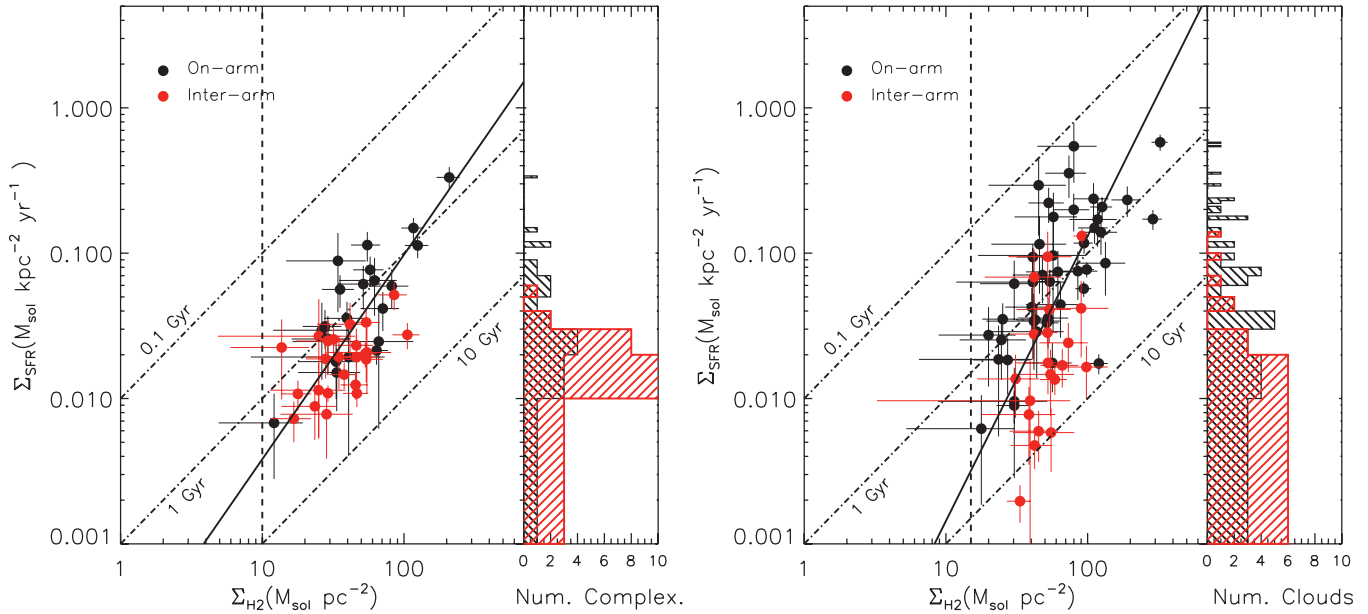 On-arm
Inter-arm
1.000
0.100
0.010
0.001
Σ_SFR(M_sol kpc⁻² yr⁻¹)
0.1 Gyr
1 Gyr
10 Gyr
1 10 100
Σ_H2(M_sol pc⁻²)
0 2 4 6 8 10
Num. Complex.
On-arm
Inter-arm
1.000
0.100
0.010
0.001
Σ_SFR(M_sol kpc⁻² yr⁻¹)
0.1 Gyr
1 Gyr
10 Gyr
1 10 100
Σ_H2(M_sol pc⁻²)
0 2 4 6 8 10
Num. Clouds